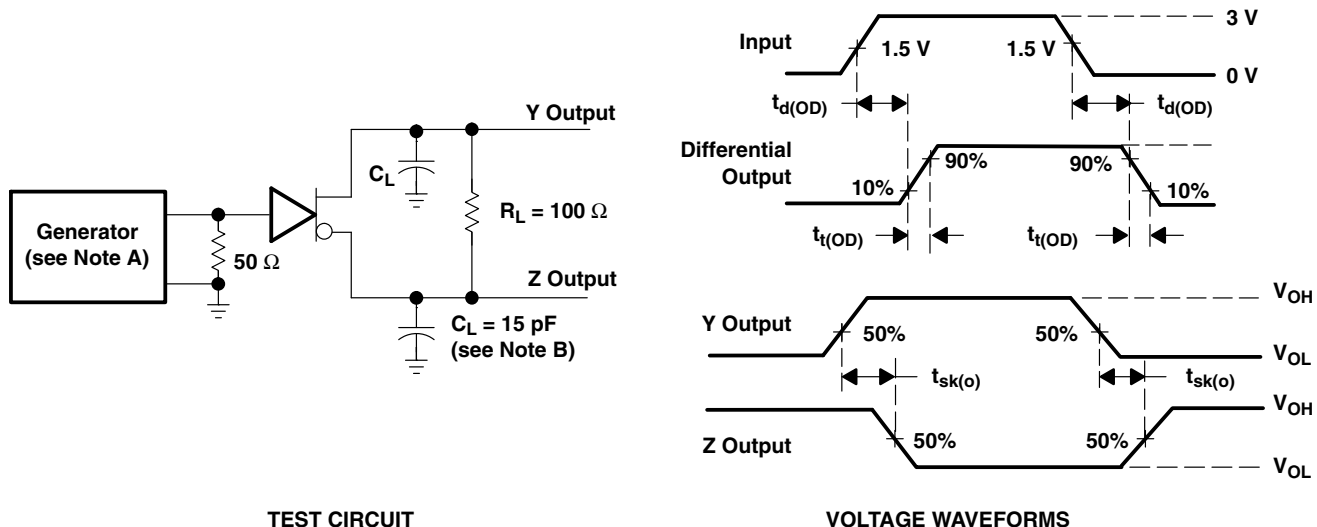 Y Output
C_L
Generator
(see Note A)
50 Ω
R_L = 100 Ω
Z Output
C_L = 15 pF
(see Note B)
TEST CIRCUIT
3 V
Input
1.5 V
1.5 V
0 V
t_d(OD)
t_d(OD)
Differential
Output
90%
90%
10%
10%
t_t(OD)
t_t(OD)
V_OH
Y Output
50%
50%
V_OL
t_sk(o)
t_sk(o)
V_OH
Z Output
50%
50%
V_OL
VOLTAGE WAVEFORMS